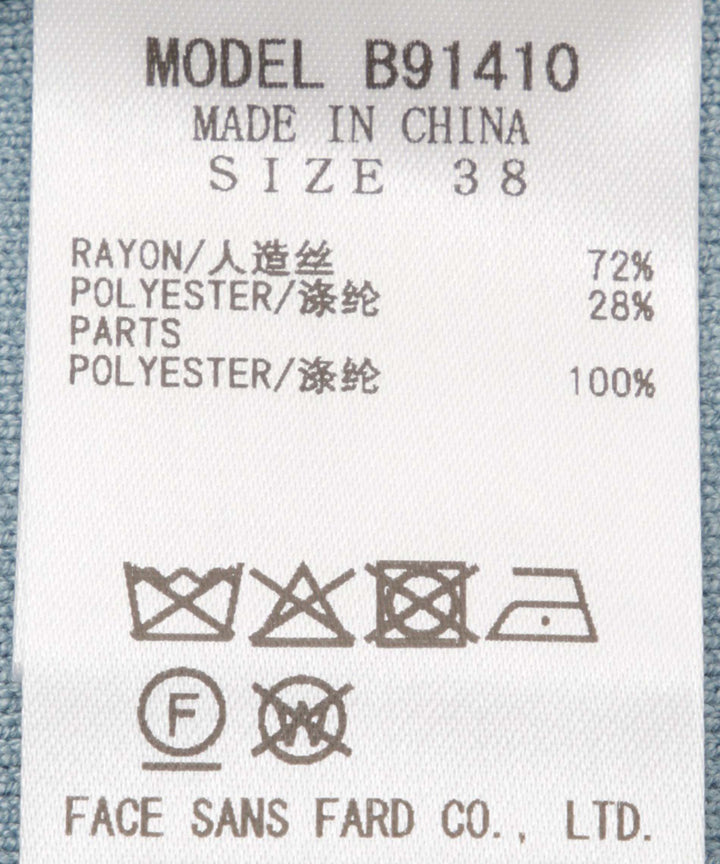 MODEL B91410
MADE IN CHINA
SIZE 38
RAYON/人造丝 72%
POLYESTER/涤纶 28%
PARTS
POLYESTER/涤纶 100%
F W
FACE SANS FARD CO., LTD.